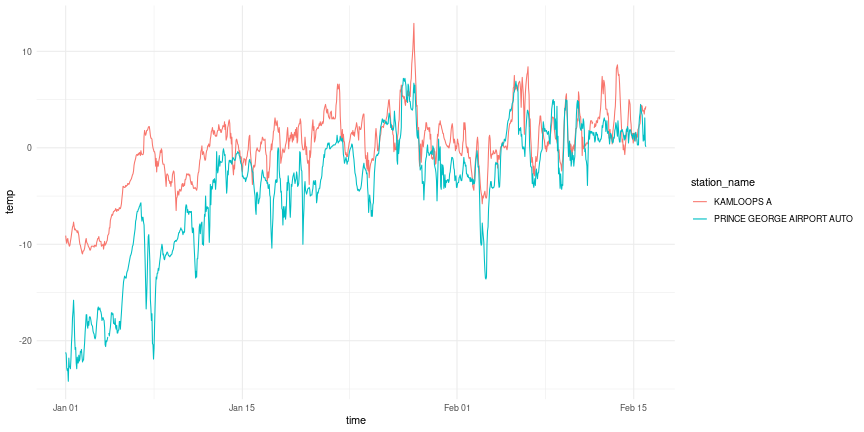 10
0
-10
-20
temp
Jan 01
Jan 15
Feb 01
Feb 15
time
station_name
KAMLOOPS A
PRINCE GEORGE AIRPORT AUTO